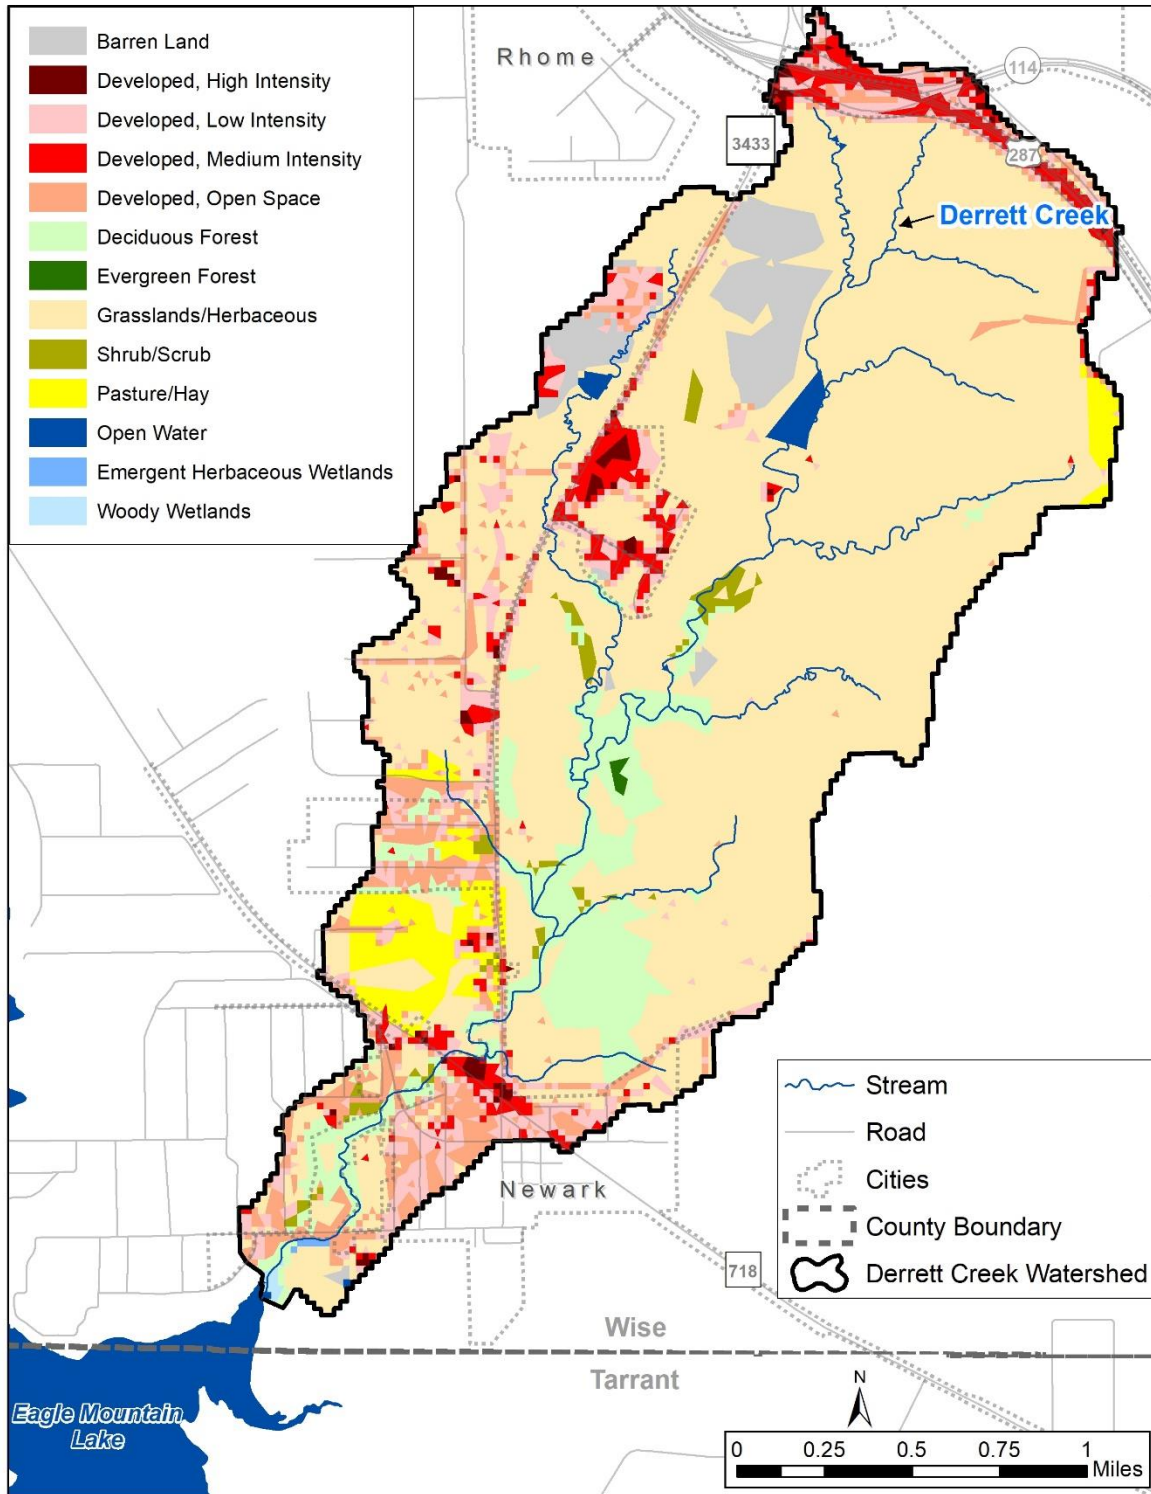 Barren Land
Developed, High Intensity
Developed, Low Intensity
Developed, Medium Intensity
Developed, Open Space
Deciduous Forest
Evergreen Forest
Grasslands/Herbaceous
Shrub/Scrub
Pasture/Hay
Open Water
Emergent Herbaceous Wetlands
Woody Wetlands
Rhome
114
3433
287
Derrett Creek
Newark
718
Stream
Road
Cities
County Boundary
Derrett Creek Watershed
Wise
Tarrant
Eagle Mountain
Lake
N
0 0.25 0.5 0.75 1
Miles